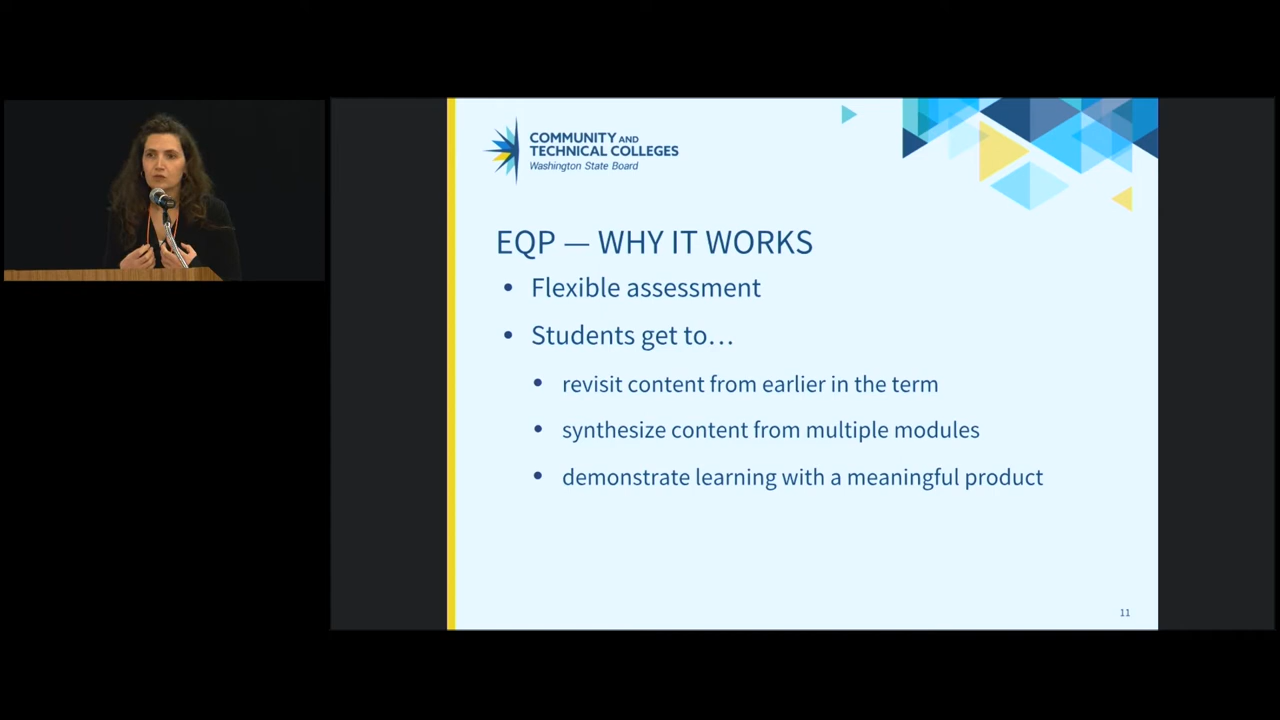 COMMUNITY AND
TECHNICAL COLLEGES
Washington State Board
EQP — WHY IT WORKS
• Flexible assessment
• Students get to…
• revisit content from earlier in the term
• synthesize content from multiple modules
• demonstrate learning with a meaningful product
11